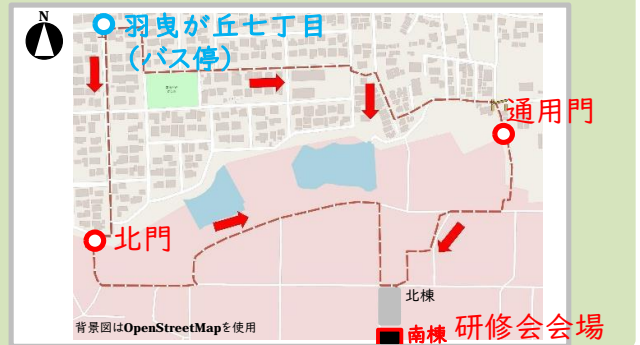 N
羽曳が丘七丁目
(バス停)
通用門
北門
北棟
背景図はOpenStreetMapを使用
南棟 研修会会場